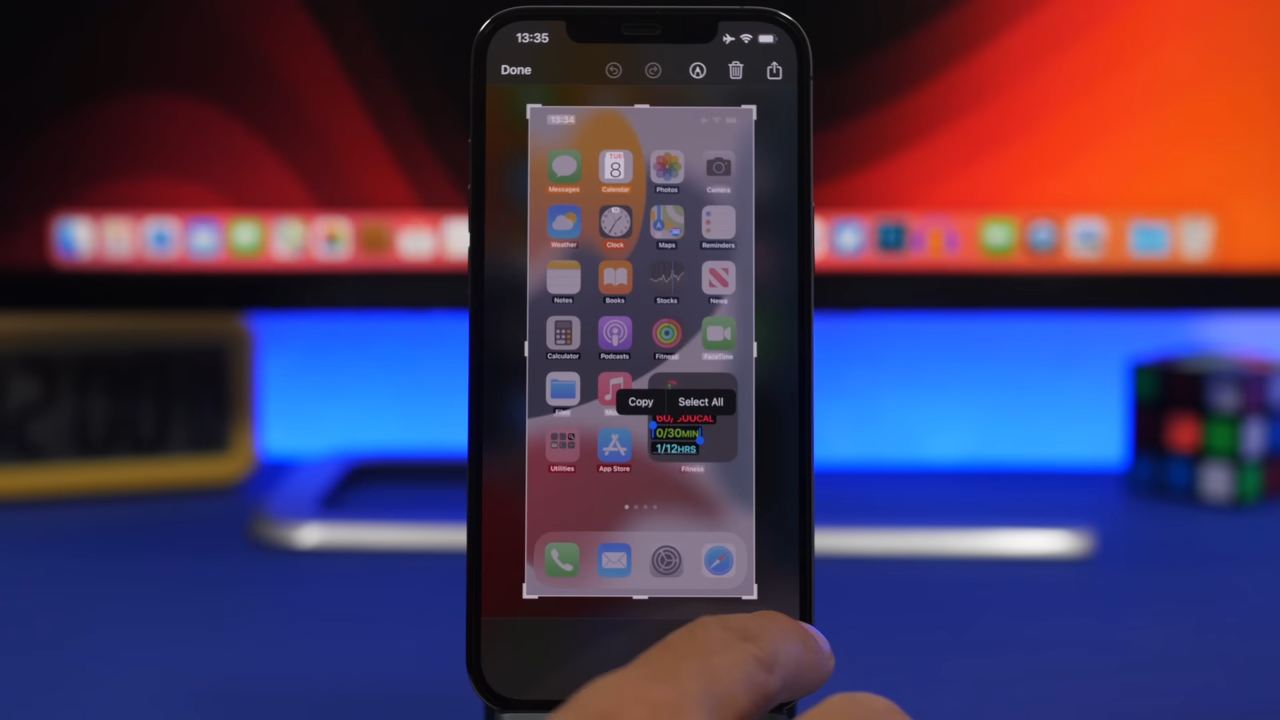 13:35
Done
13:34
TUE
8
Messages Calendar Photos Camera
Weather Clock Maps Reminders
Notes Books Stocks News
Calculator Podcasts Fitness FaceTime
Files
Copy Select All
0/30MIN
1/12HRS
Utilities App Store Fitness